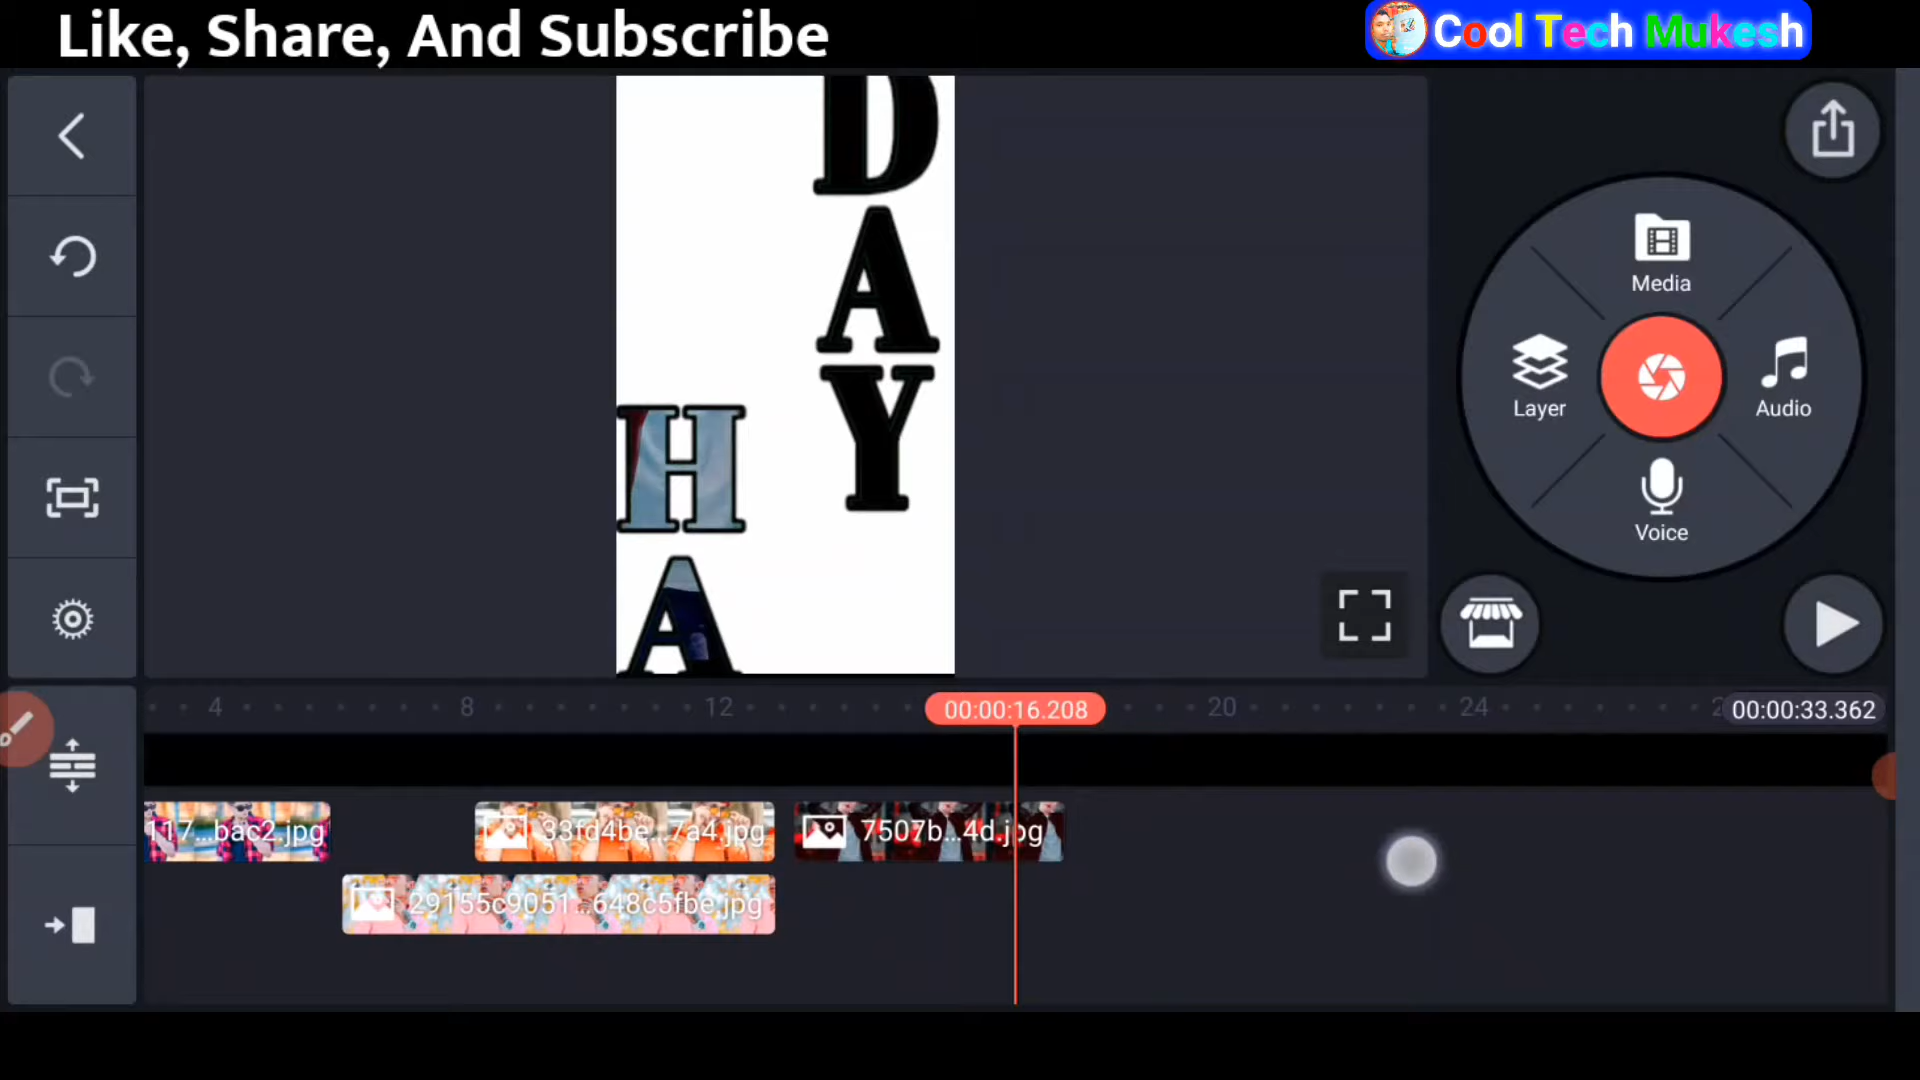 Like, Share, And Subscribe
Cool Tech Mukesh
D
A
Y
H
A
Media
Layer
Audio
Voice
4
8
12
00:00:16.208
20
24
2
00:00:33.362
117...bac2.jpg
33fd4be...7a4.jpg
7507b...4d.jpg
29155c9051...648c5fbe.jpg